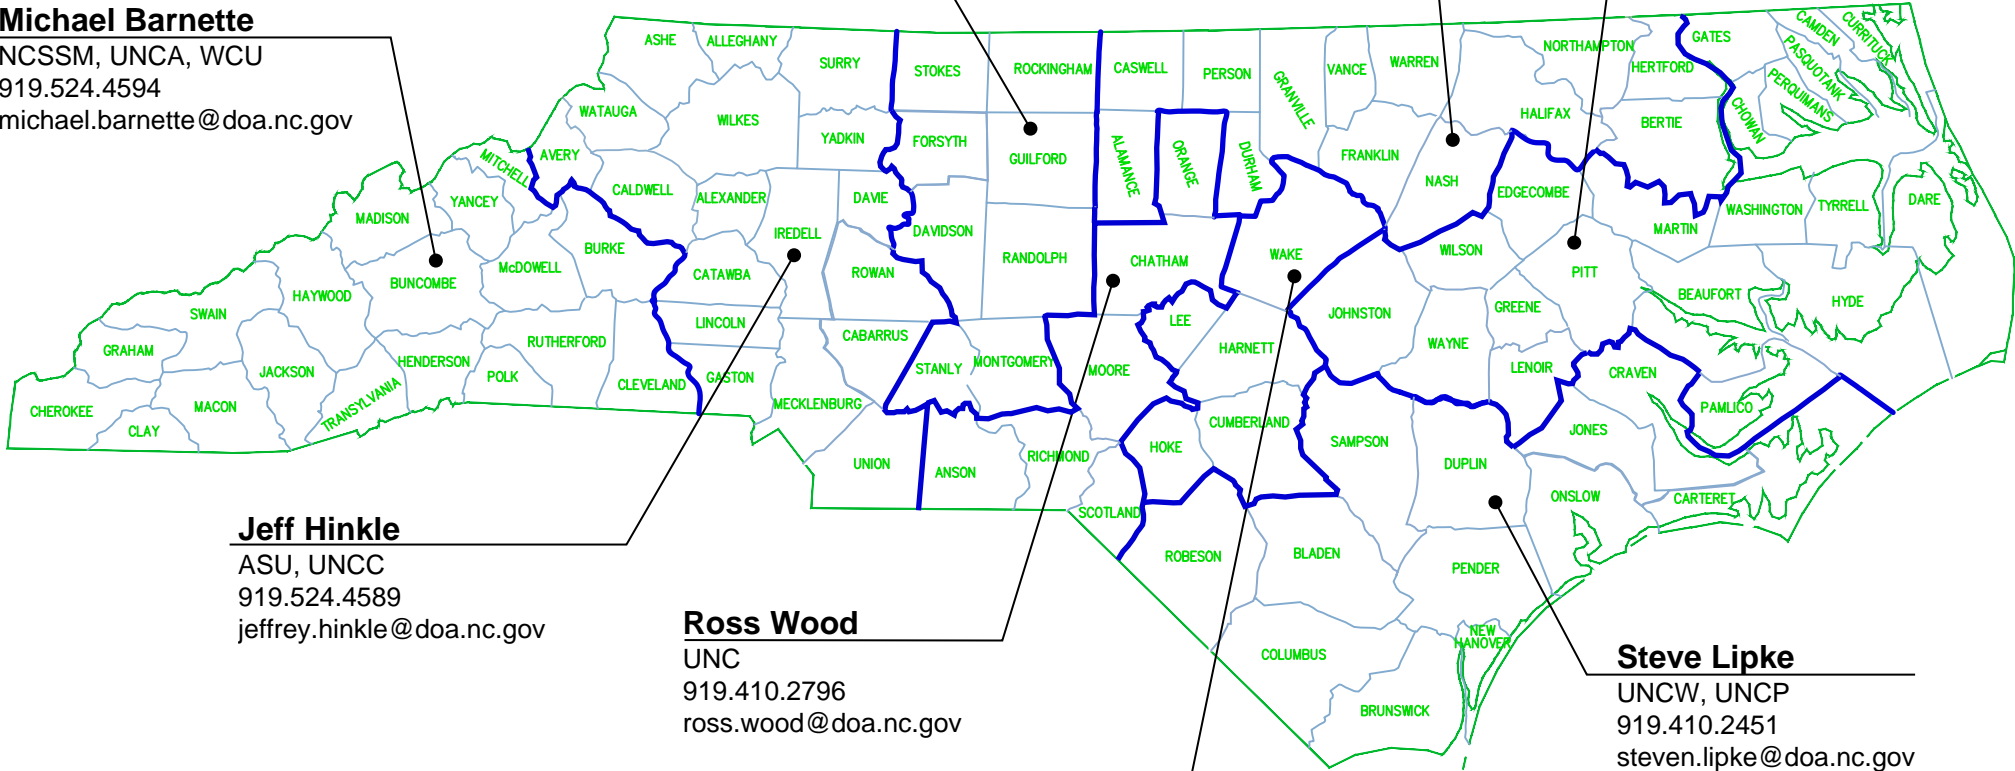 Michael Barnette
NCSSM, UNCA, WCU
919.524.4594
michael.barnette@doa.nc.gov
ASHE
ALLEGHANY
SURRY
STOKES
ROCKINGHAM
CASWELL
PERSON
GRANVILLE
VANCE
WARREN
NORTHAMPTON
GATES
CAMDEN
CURRITUCK
PASQUOTANK
PERQUIMANS
HERTFORD
CHOWAN
WATAUGA
WILKES
YADKIN
FORSYTH
GUILFORD
ALAMANCE
ORANGE
DURHAM
FRANKLIN
HALIFAX
BERTIE
MITCHELL
AVERY
CALDWELL
ALEXANDER
DAVIE
NASH
EDGECOMBE
MADISON
YANCEY
IREDELL
DAVIDSON
MARTIN
WASHINGTON
TYRRELL
DARE
BURKE
McDOWELL
BUNCOMBE
CATAWBA
ROWAN
RANDOLPH
CHATHAM
WAKE
WILSON
PITT
HAYWOOD
SWAIN
LINCOLN
CABARRUS
LEE
JOHNSTON
GREENE
BEAUFORT
HYDE
GRAHAM
JACKSON
HENDERSON
RUTHERFORD
POLK
CLEVELAND
GASTON
STANLY
MONTGOMERY
MOORE
HARNETT
WAYNE
LENOIR
CRAVEN
CHEROKEE
MACON
CLAY
TRANSYLVANIA
MECKLENBURG
CUMBERLAND
PAMLICO
UNION
ANSON
RICHMOND
HOKE
SAMPSON
DUPLIN
JONES
SCOTLAND
ONSLOW
CARTERET
ROBESON
BLADEN
PENDER
COLUMBUS
NEW
HANOVER
BRUNSWICK
Jeff Hinkle
ASU, UNCC
919.524.4589
jeffrey.hinkle@doa.nc.gov
Ross Wood
UNC
919.410.2796
ross.wood@doa.nc.gov
Steve Lipke
UNCW, UNCP
919.410.2451
steven.lipke@doa.nc.gov